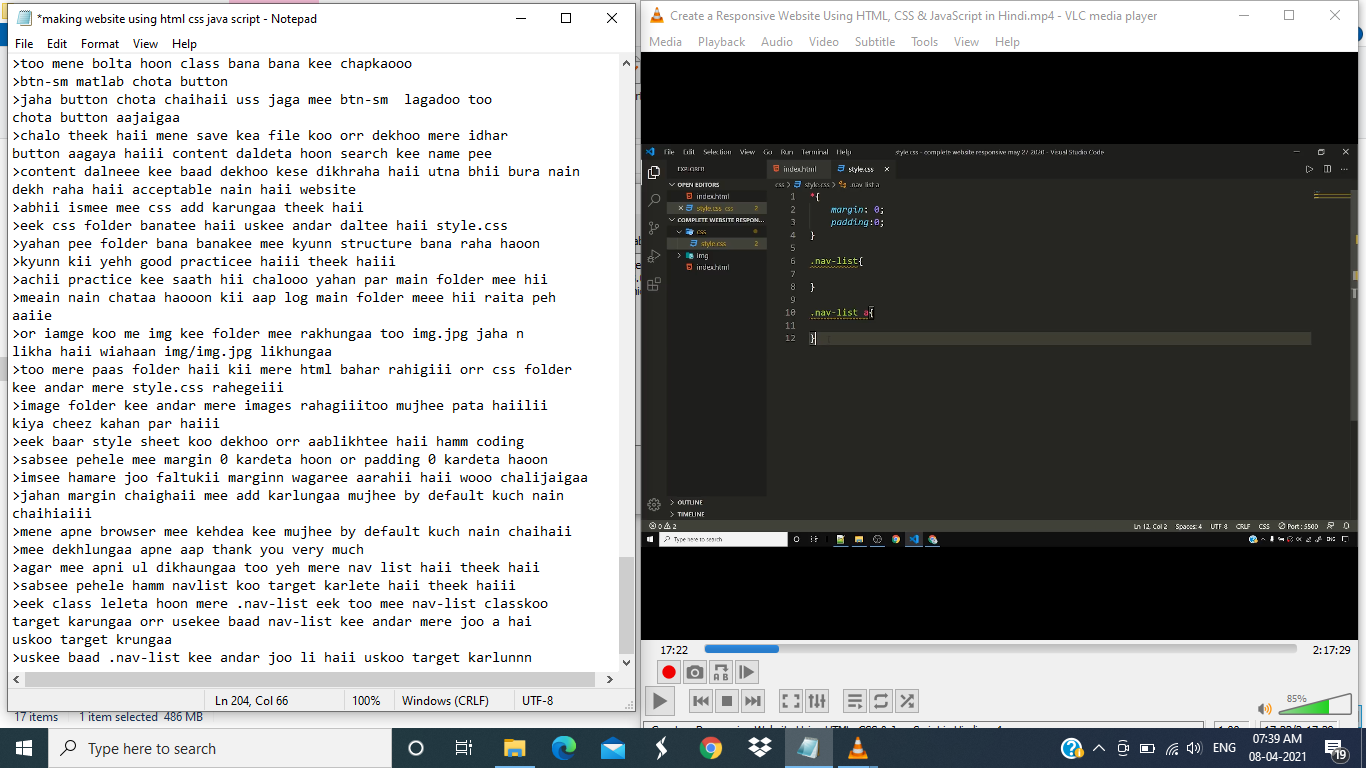 *making website using html css java script - Notepad
File Edit Format View Help
>too mene bolta hoon class bana bana kee chapkaooo
>btn-sm matlab chota button
>jaha button chota chaihaii uss jaga mee btn-sm  lagadoo too
chota button aajaigaa
>chalo theek haii mene save kea file koo orr dekhoo mere idhar
button aagaya haiii content daldeta hoon search kee name pee
>content dalneee kee baad dekhoo kese dikhraha haii utna bhii bura nain
dekh raha haii acceptable nain haii website
>abhii ismee mee css add karungaa theek haii
>eek css folder banatee haii uskee andar daltee haii style.css
>yahan pee folder bana banakee mee kyunn structure bana raha haoon
>kyunn kii yehh good practicee haiii theek haiii
>achii practice kee saath hii chalooo yahan par main folder mee hii
>meain nain chataa haooon kii aap log main folder meee hii raita peh
aaiie
>or iamge koo me img kee folder mee rakhungaa too img.jpg jaha n
likha haii wiahaan img/img.jpg likhungaa
>too mere paas folder haii kii mere html bahar rahigiii orr css folder
kee andar mere style.css rahegeiii
>image folder kee andar mere images rahagiiitoo mujhee pata haiilii
kiya cheez kahan par haiii
>eek baar style sheet koo dekhoo orr aablikhtee haii hamm coding
>sabsee pehele mee margin 0 kardeta hoon or padding 0 kardeta haoon
>imsee hamare joo faltukii marginn wagaree aarahii haii wooo chalijaigaa
>jahan margin chaighaii mee add karlungaa mujhee by default kuch nain
chaihiaiii
>mene apne browser mee kehdea kee mujhee by default kuch nain chaihaii
>mee dekhlungaa apne aap thank you very much
>agar mee apni ul dikhaungaa too yeh mere nav list haii theek haii
>sabsee pehele hamm navlist koo target karlete haii theek haiii
>eek class leleta hoon mere .nav-list eek too mee nav-list classkoo
target karungaa orr usekee baad nav-list kee andar mere joo a hai
uskoo target krungaa
>uskee baad .nav-list kee andar joo li haii uskoo target karlunnn
Ln 204, Col 66 100% Windows (CRLF) UTF-8
17 items 1 item selected 486 MB
Create a Responsive Website Using HTML, CSS & JavaScript in Hindi.mp4 - VLC media player
Media Playback Audio Video Subtitle Tools View Help
File Edit Selection View Go Run Terminal Help style.css - complete website responsive may 27 2020 - Visual Studio Code
EXPLORER
OPEN EDITORS
index.html
style.css css 2
COMPLETE WEBSITE RESPON...
css
style.css 2
img
index.html
OUTLINE
TIMELINE
index.html style.css
css > style.css > .nav-list a
1 *{
2 margin: 0;
3 padding:0;
4 }
5
6 .nav-list{
7
8 }
9
10 .nav-list a{
11
12 }
0 2 Ln 12, Col 2 Spaces: 4 UTF-8 CRLF CSS Port : 5500
Type here to search ENG
17:22 2:17:29
85%
Type here to search
ENG
07:39 AM
08-04-2021
19